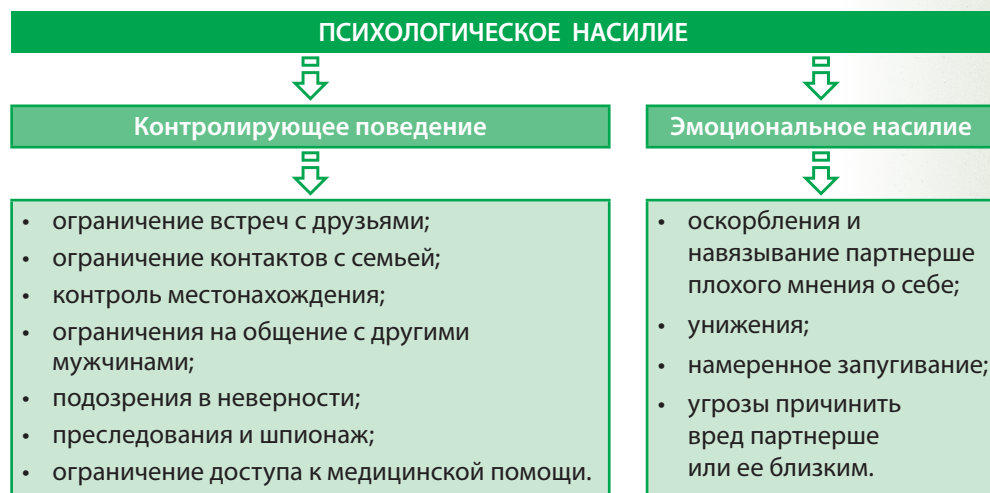 ПСИХОЛОГИЧЕСКОЕ НАСИЛИЕ
Контролирующее поведение
• ограничение встреч с друзьями;
• ограничение контактов с семьей;
• контроль местонахождения;
• ограничения на общение с другими
мужчинами;
• подозрения в неверности;
• преследования и шпионаж;
• ограничение доступа к медицинской помощи.
Эмоциональное насилие
• оскорбления и
навязывание партнерше
плохого мнения о себе;
• унижения;
• намеренное запугивание;
• угрозы причинить
вред партнерше
или ее близким.